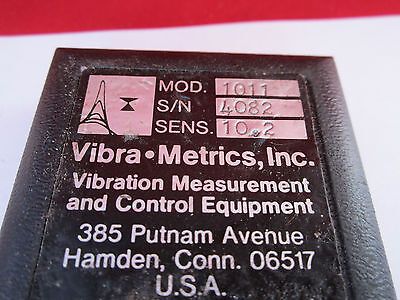 MOD. 1011
S/N 4082
SENS. 10.2
Vibra•Metrics, Inc.
Vibration Measurement
and Control Equipment
385 Putnam Avenue
Hamden, Conn. 06517
U.S.A.